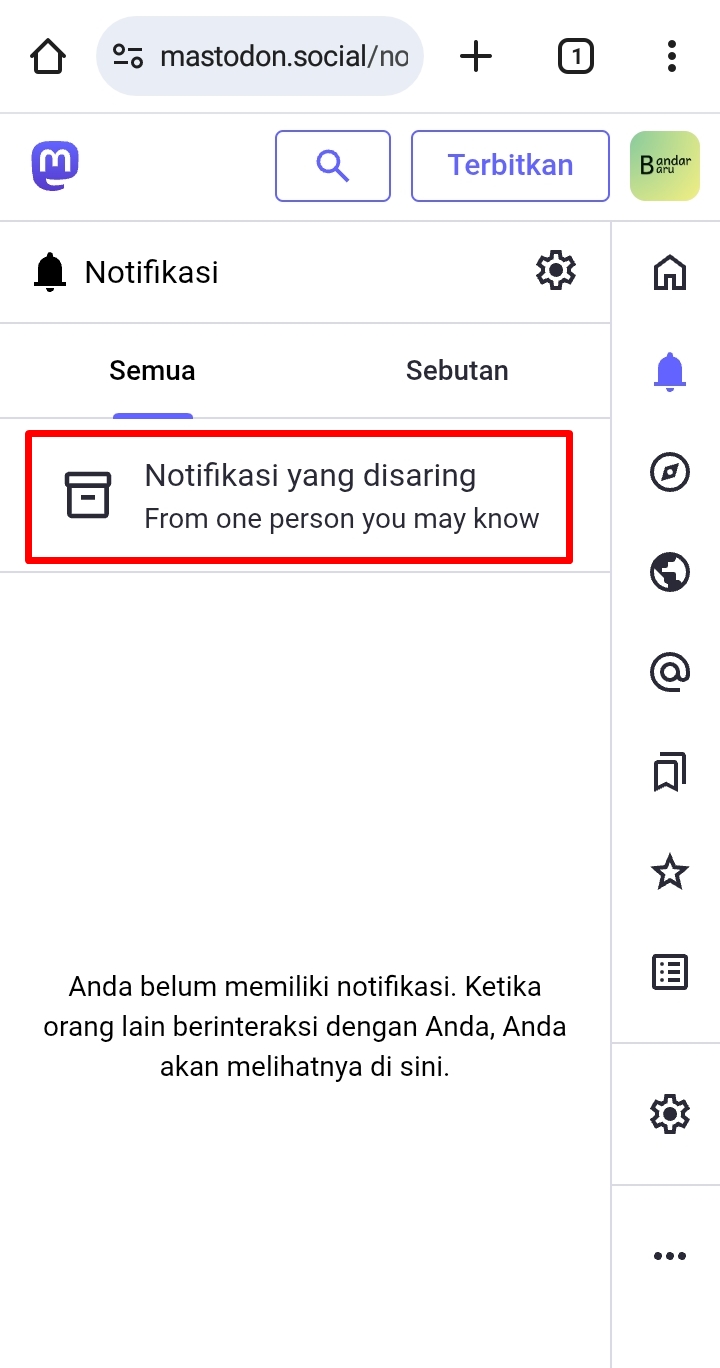 mastodon.social/no
1
Terbitkan
Bandar
Baru
Notifikasi
Semua
Sebutan
Notifikasi yang disaring
From one person you may know
Anda belum memiliki notifikasi. Ketika
orang lain berinteraksi dengan Anda, Anda
akan melihatnya di sini.